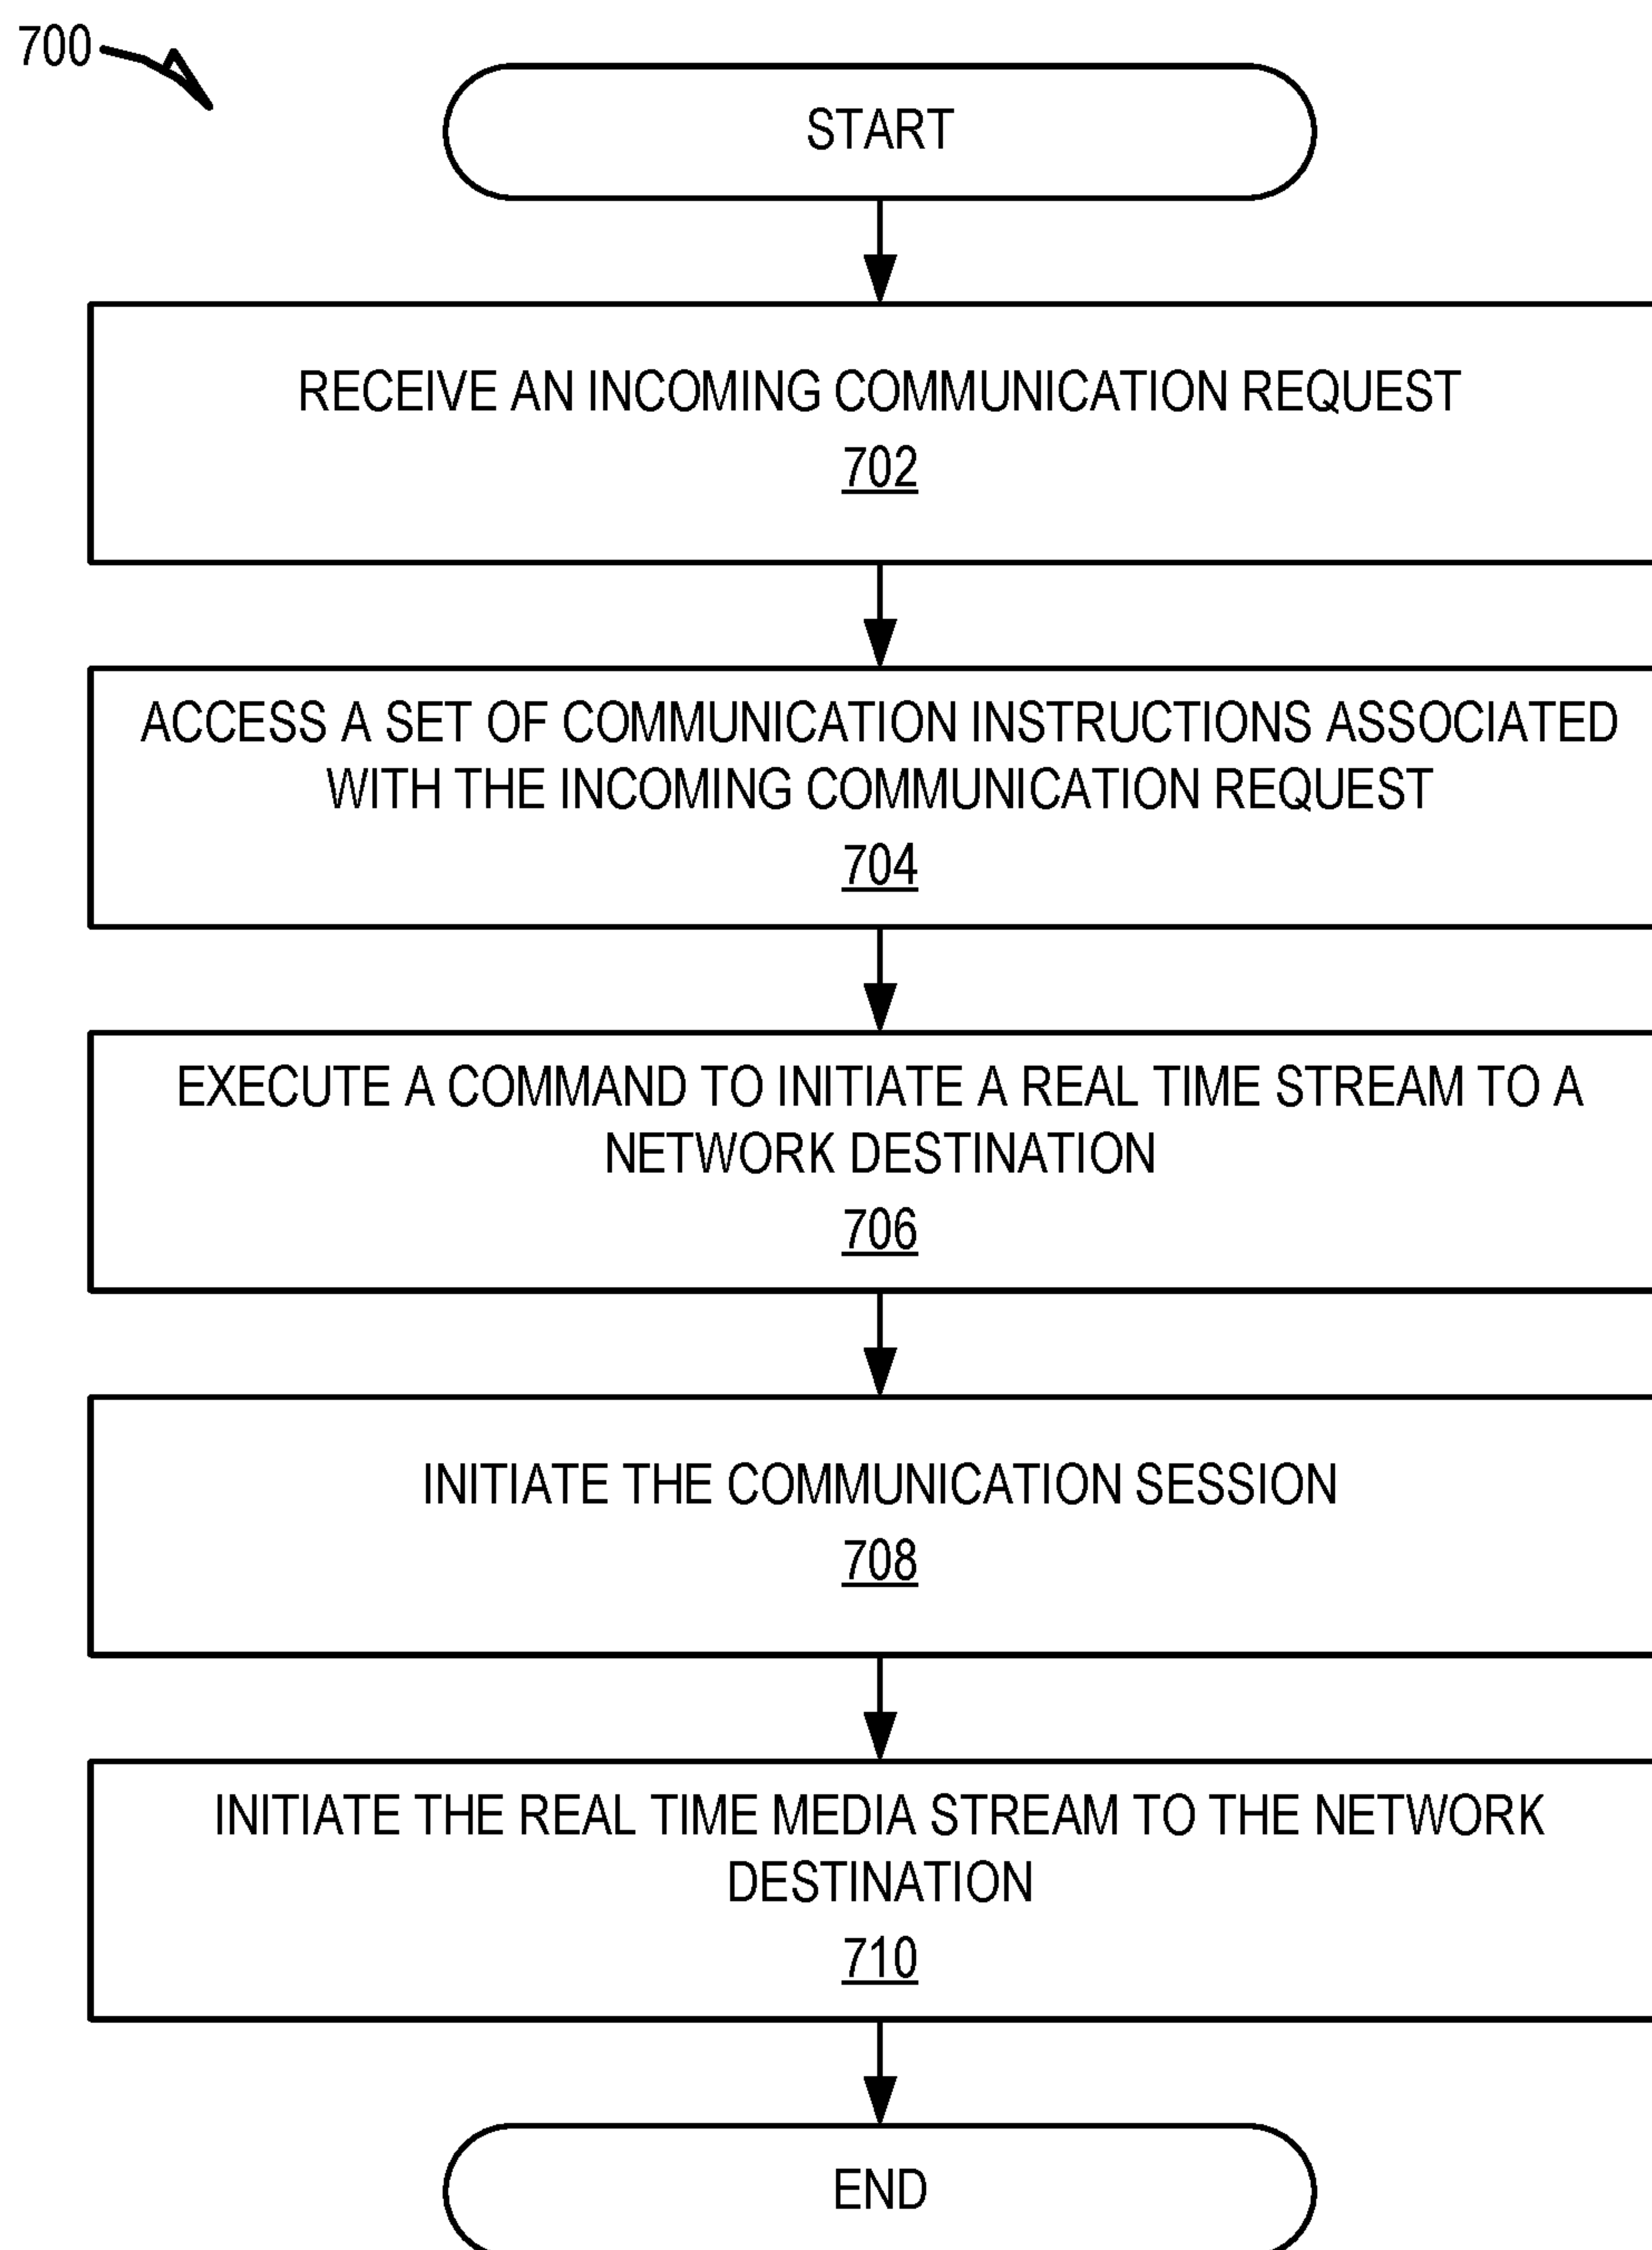 700
START
RECEIVE AN INCOMING COMMUNICATION REQUEST
702
ACCESS A SET OF COMMUNICATION INSTRUCTIONS ASSOCIATED
WITH THE INCOMING COMMUNICATION REQUEST
704
EXECUTE A COMMAND TO INITIATE A REAL TIME STREAM TO A
NETWORK DESTINATION
706
INITIATE THE COMMUNICATION SESSION
708
INITIATE THE REAL TIME MEDIA STREAM TO THE NETWORK
DESTINATION
710
END